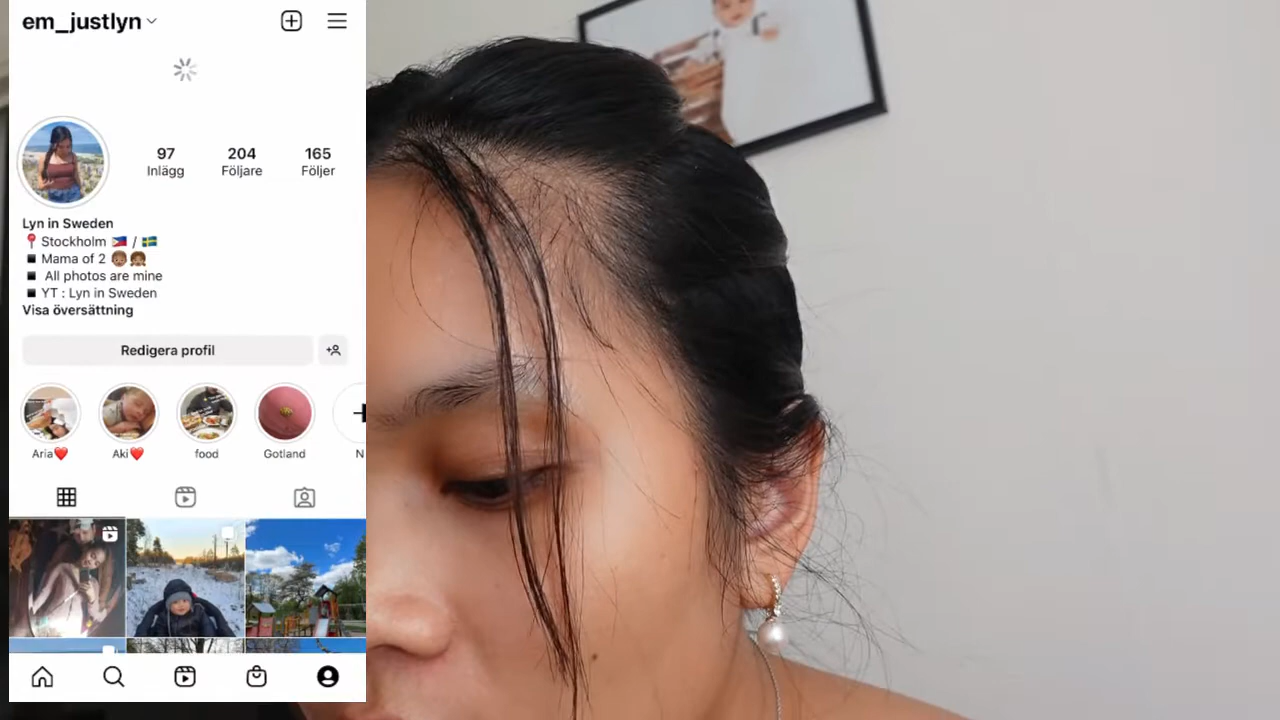 em_justlyn
97
204
165
Inlägg
Följare
Följer
Lyn in Sweden
📍 Stockholm 🇵🇭 / 🇸🇪
▪️ Mama of 2 👦🏽👧🏽
▪️ All photos are mine
▪️ YT : Lyn in Sweden
Visa översättning
Redigera profil
Aria❤️
Aki❤️
food
Gotland
N